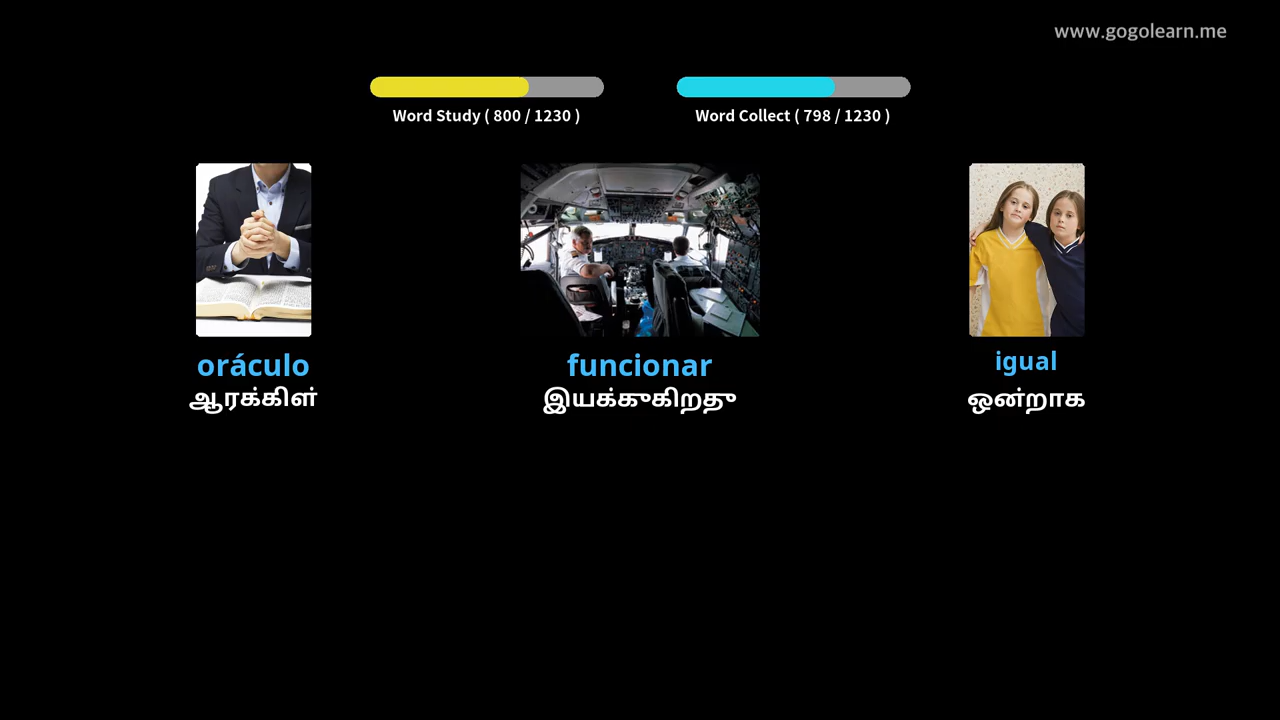 www.gogolearn.me
Word Study ( 800 / 1230 )
Word Collect ( 798 / 1230 )
oráculo
ஆரக்கிள்
funcionar
இயக்குகிறது
igual
ஒன்றாக